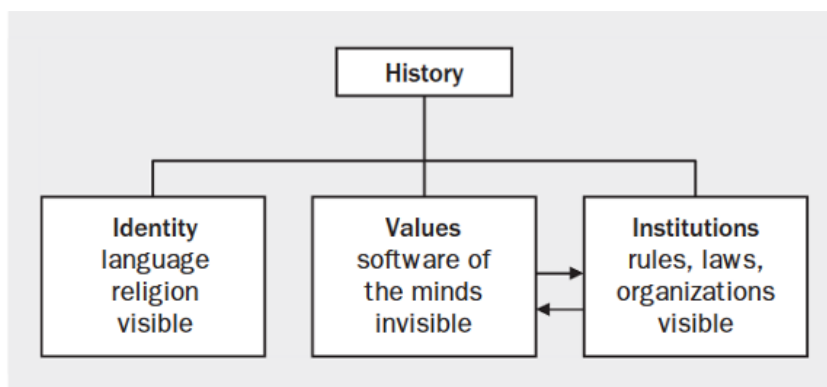 History
Identity
language
religion
visible
Values
software of
the minds
invisible
Institutions
rules, laws,
organizations
visible